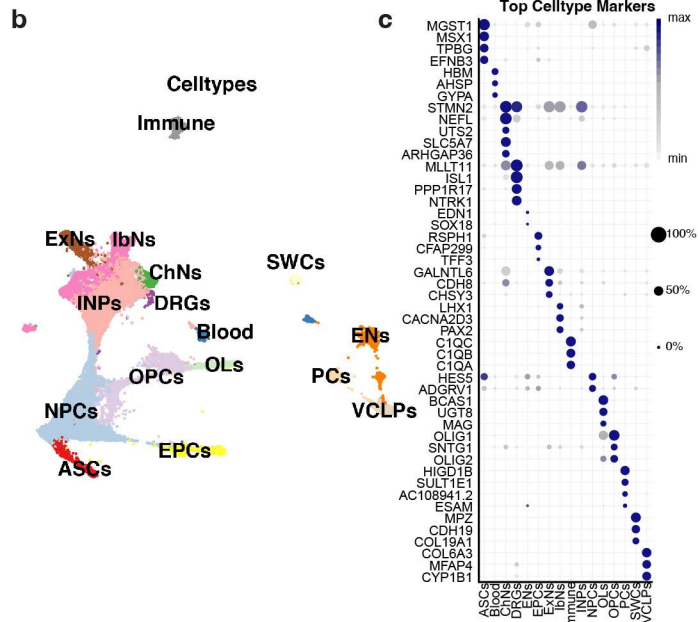 b
Celltypes
Immune
ExNs
IbNs
SWCs
ChNs
INPs
DRGs
Blood
ENs
OLs
OPCs
PCs
NPCs
VCLPs
EPCs
ASCs
c
Top Celltype Markers
MGST1
MSX1
TPBG
EFNB3
HBM
AHSP
GYPA
STMN2
NEFL
UTS2
SLC5A7
ARHGAP36
MLLT11
ISL1
PPP1R17
NTRK1
EDN1
SOX18
RSPH1
CFAP299
TFF3
GALNTL6
CDH8
CHSY3
LHX1
CACNA2D3
PAX2
C1QC
C1QB
C1QA
HES5
ADGRV1
BCAS1
UGT8
MAG
OLIG1
SNTG1
OLIG2
HIGD1B
SULT1E1
AC108941.2
ESAM
MPZ
CDH19
COL19A1
COL6A3
MFAP4
CYP1B1
ASCs
Blood
ChNs
DRGs
ENs
EPCs
ExNs
IbNs
mmune
INPs
NPCs
OLs
OPCs
PCs
SWCs
VCLPs
max
min
100%
50%
0%